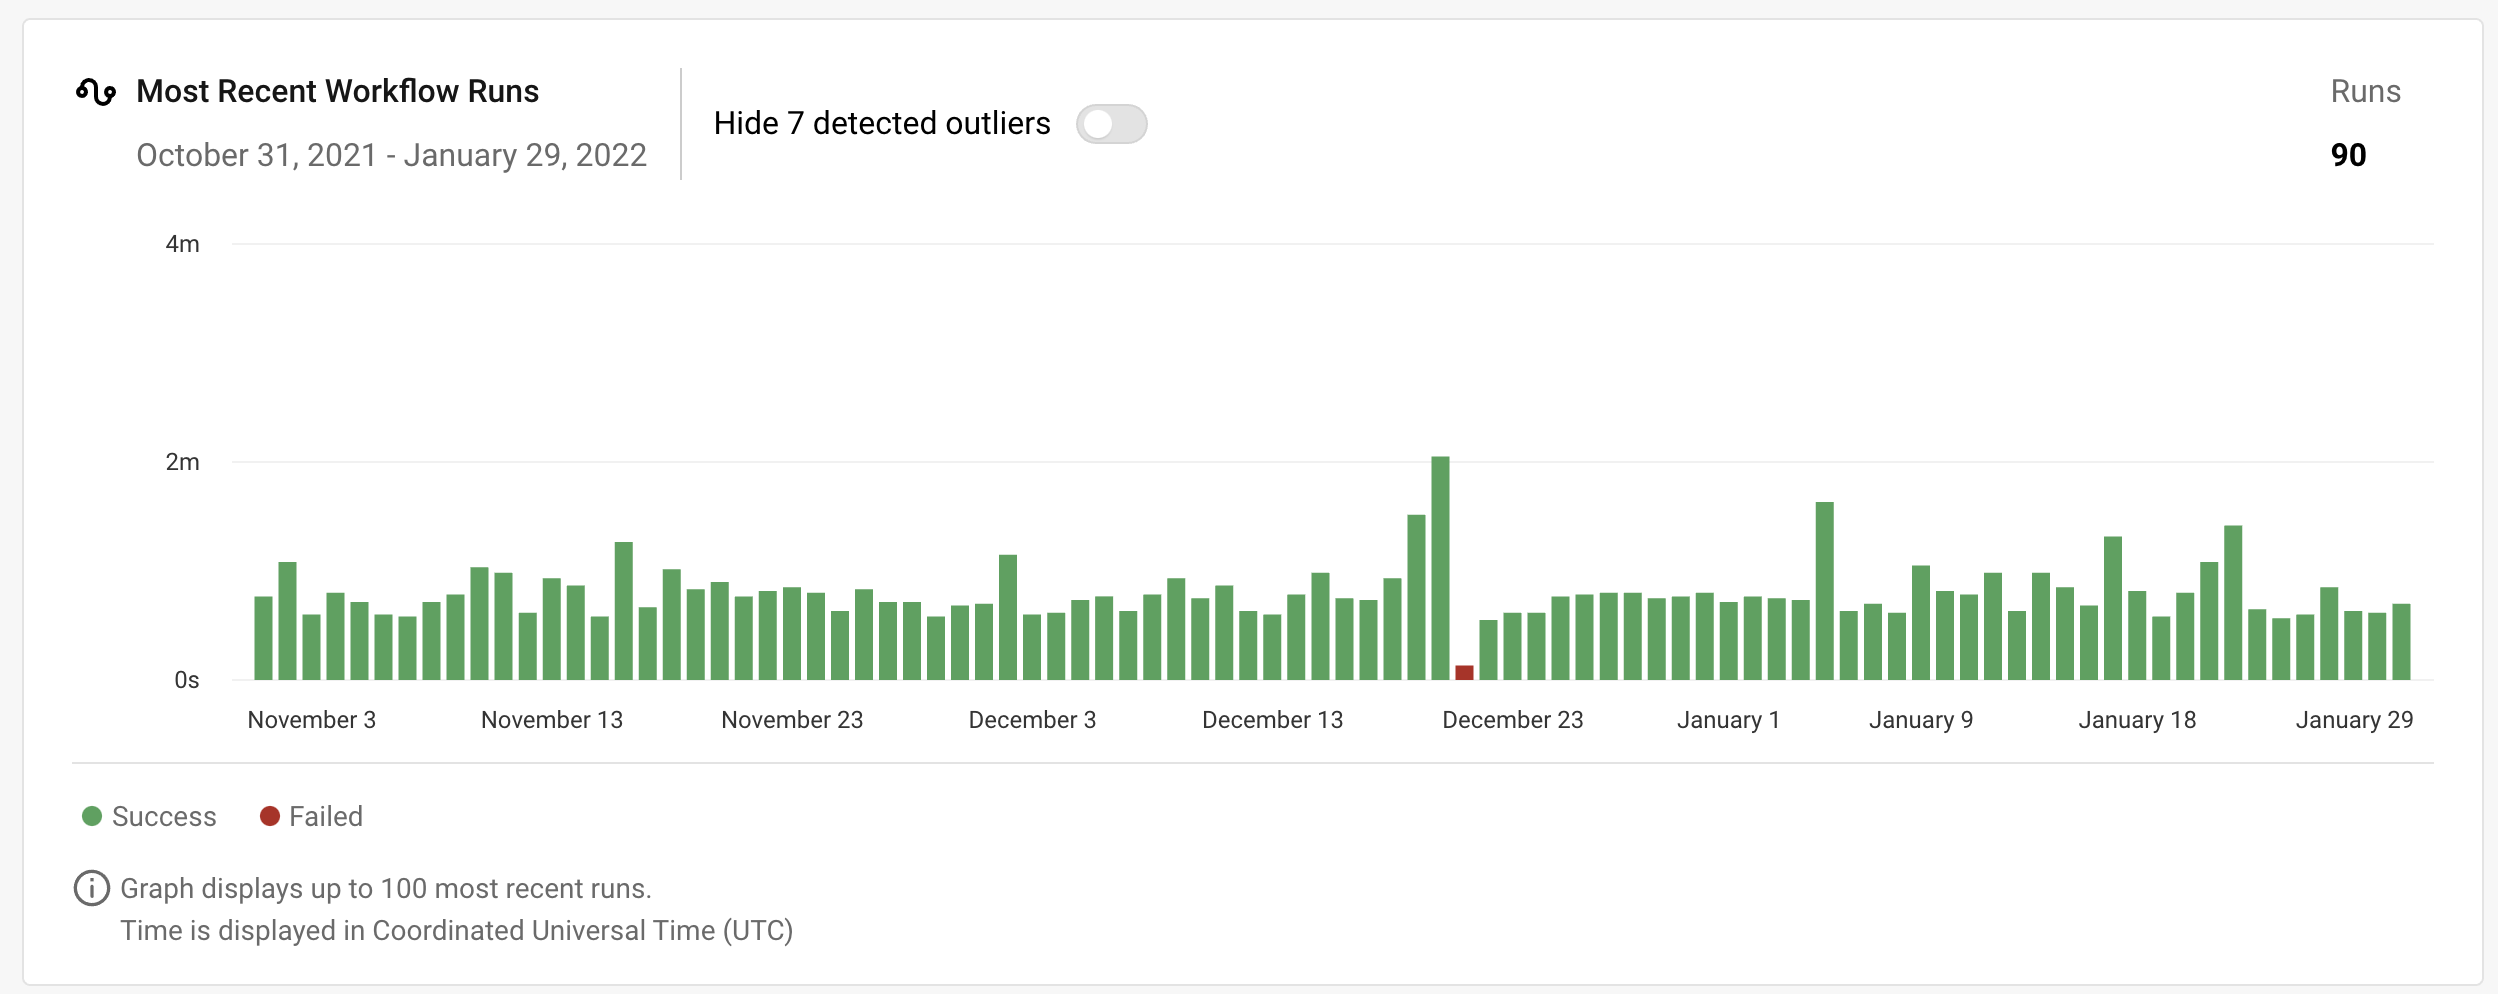 Most Recent Workflow Runs
October 31, 2021 - January 29, 2022
Hide 7 detected outliers
Runs
90
4m
2m
0s
November 3
November 13
November 23
December 3
December 13
December 23
January 1
January 9
January 18
January 29
Success
Failed
Graph displays up to 100 most recent runs.
Time is displayed in Coordinated Universal Time (UTC)